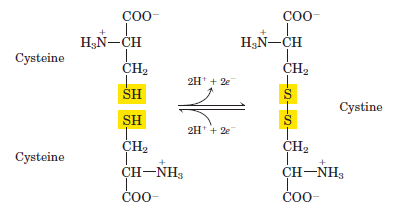 COO⁻ COO⁻
H₃N⁺—CH H₃N⁺—CH
Cysteine CH₂ CH₂
2H⁺ + 2e⁻
SH S
Cystine
SH S
2H⁺ + 2e⁻
CH₂ CH₂
Cysteine
CH—N⁺H₃ CH—N⁺H₃
COO⁻ COO⁻